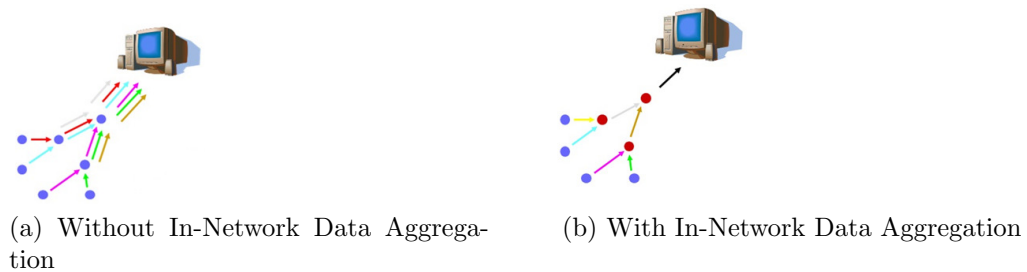 (a) Without In-Network Data Aggrega-
tion
(b) With In-Network Data Aggregation